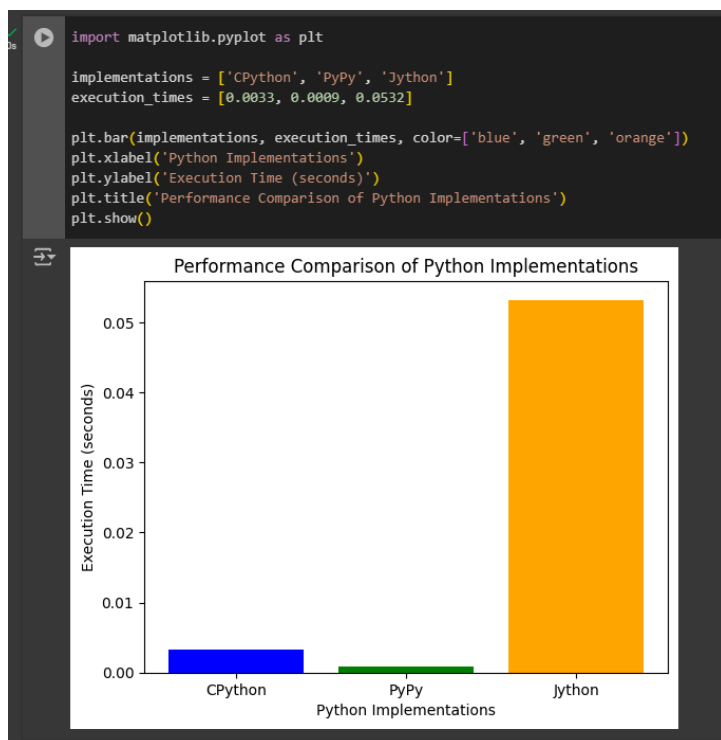 import matplotlib.pyplot as plt
implementations = ['CPython', 'PyPy', 'Jython']
execution_times = [0.0033, 0.0009, 0.0532]
plt.bar(implementations, execution_times, color=['blue', 'green', 'orange'])
plt.xlabel('Python Implementations')
plt.ylabel('Execution Time (seconds)')
plt.title('Performance Comparison of Python Implementations')
plt.show()
Performance Comparison of Python Implementations
Execution Time (seconds)
0.05
0.04
0.03
0.02
0.01
0.00
CPython PyPy Jython
Python Implementations